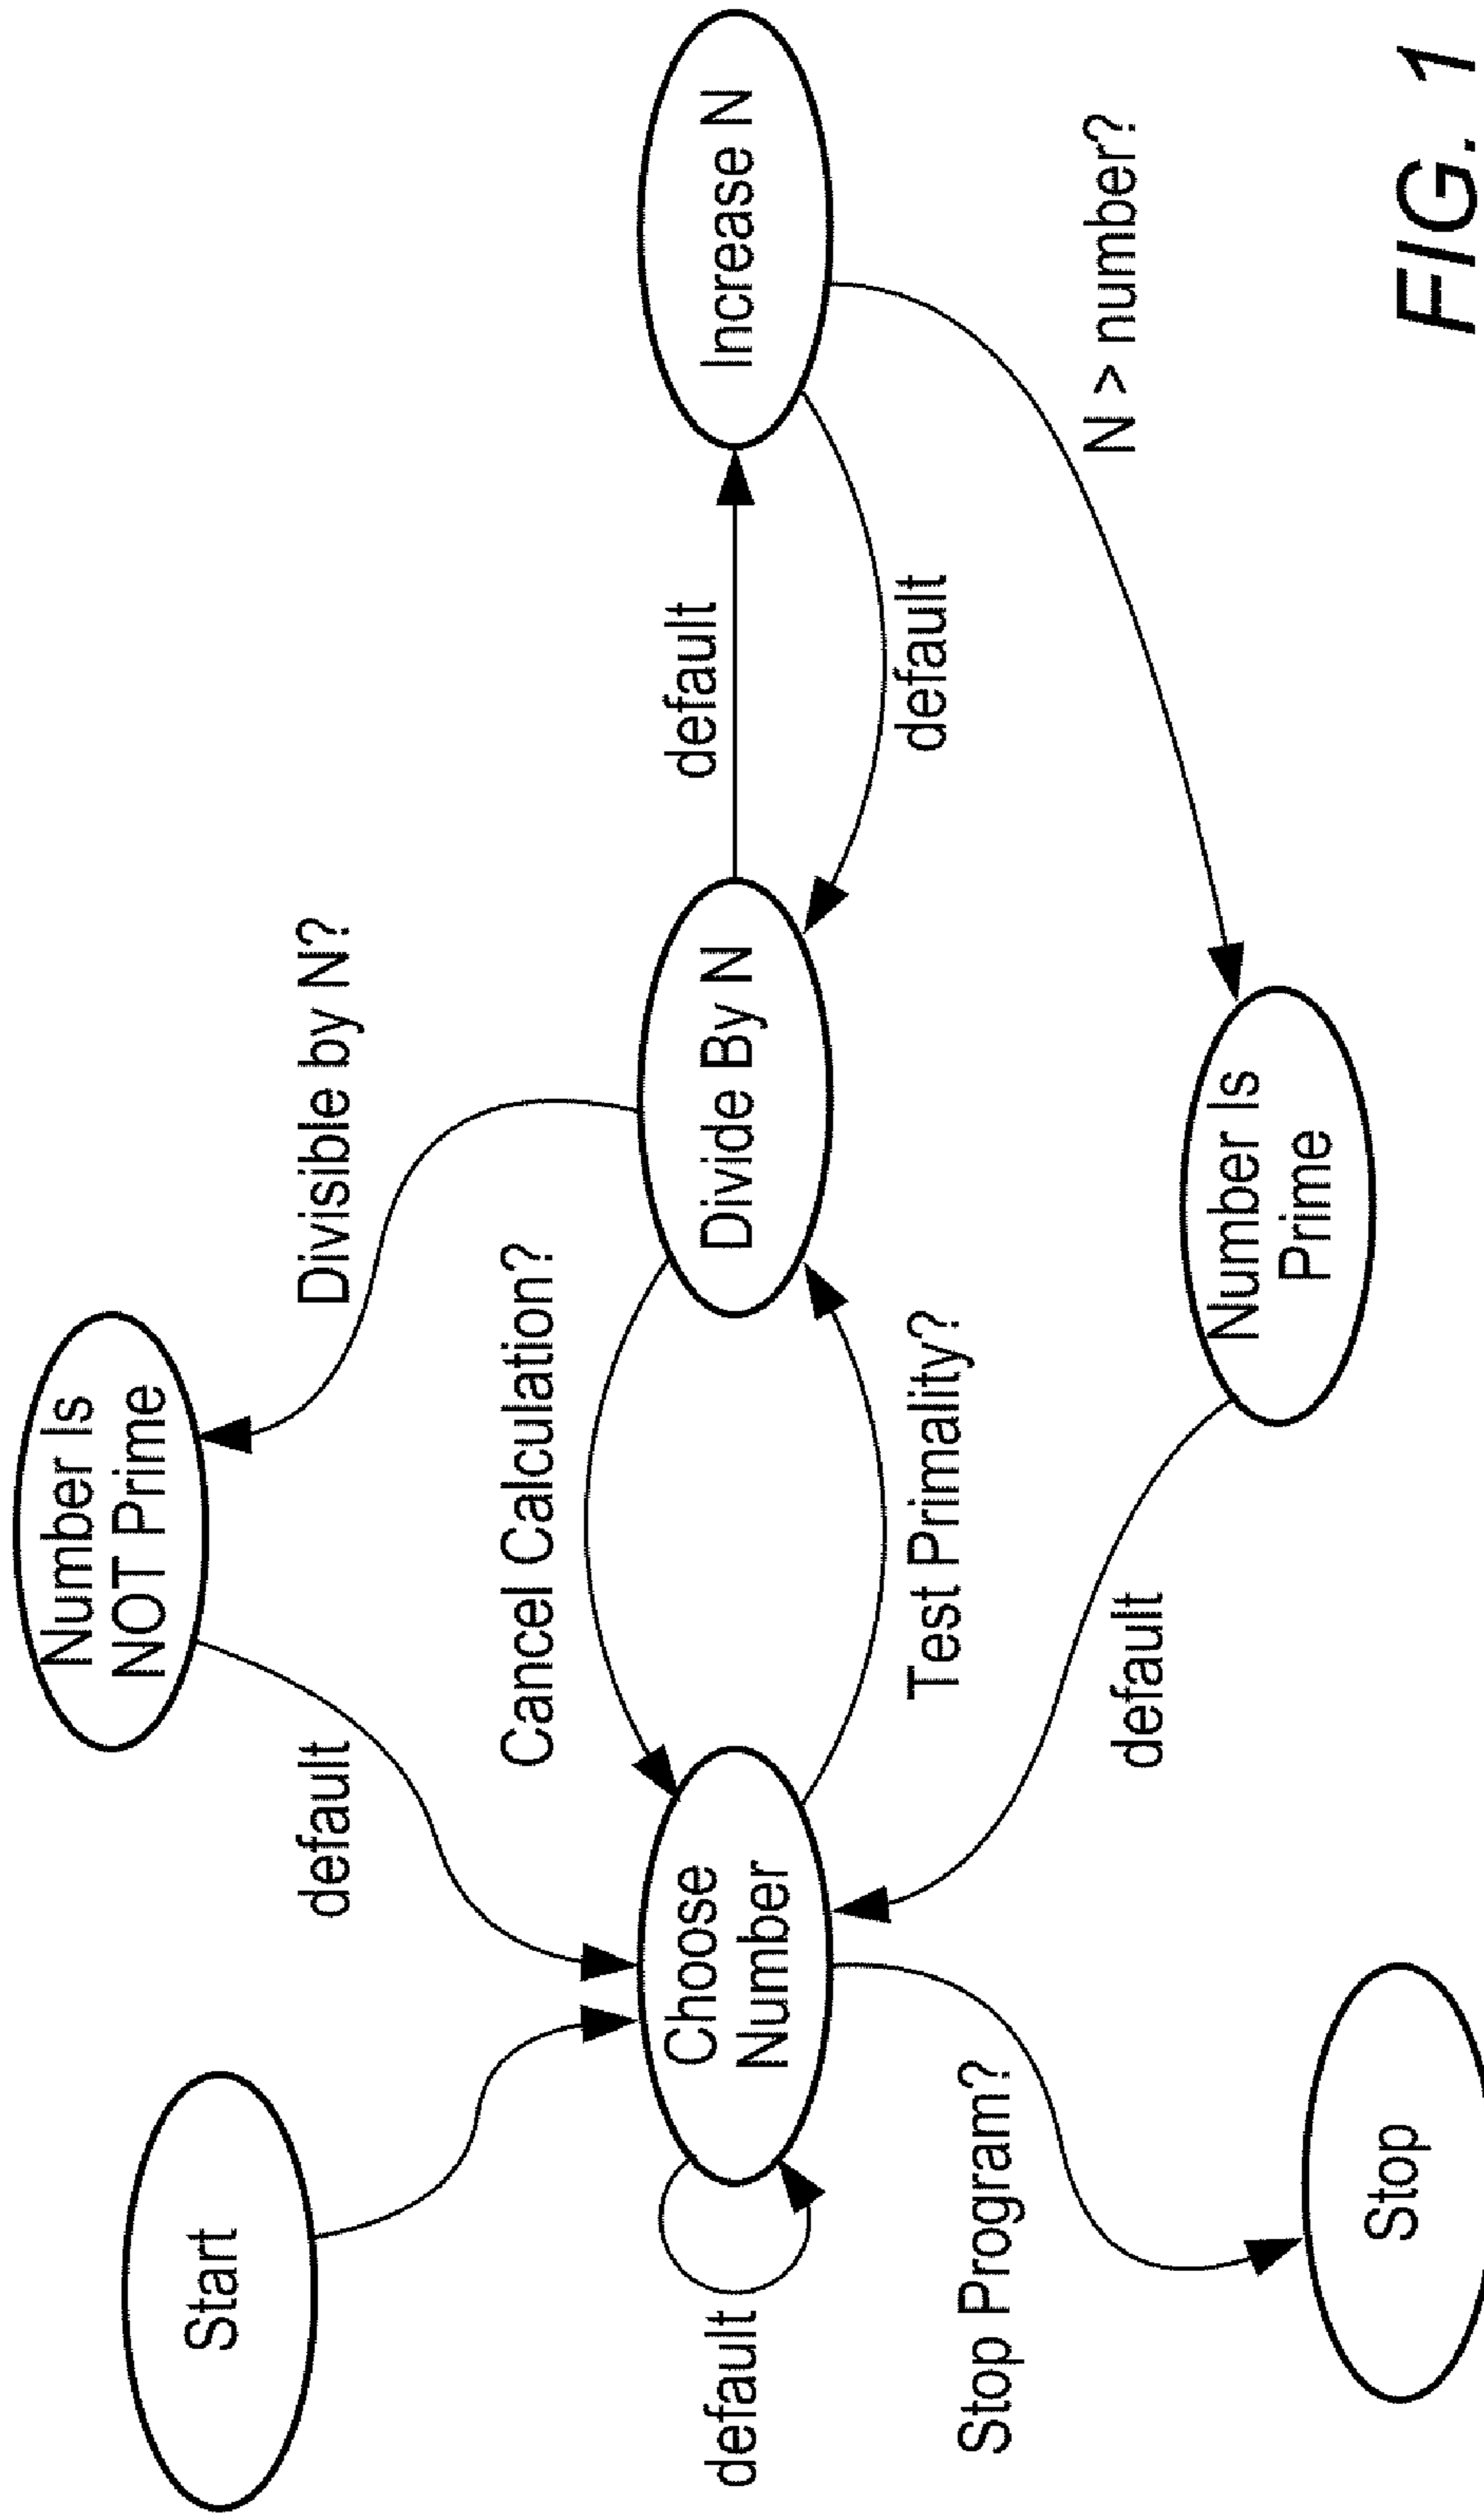 Start
Number Is
NOT Prime
default
Divisible by N?
Cancel Calculation?
default
Choose
Number
Divide By N
default
Increase N
Test Primality?
default
Stop Program?
default
N > number?
Number Is
Prime
Stop
FIG. 1